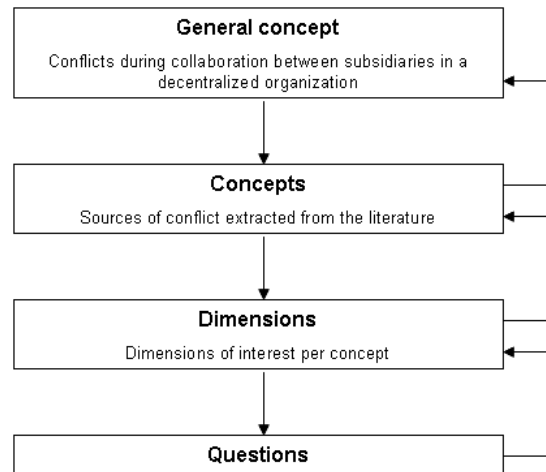 General concept
Conflicts during collaboration between subsidiaries in a
decentralized organization
Concepts
Sources of conflict extracted from the literature
Dimensions
Dimensions of interest per concept
Questions